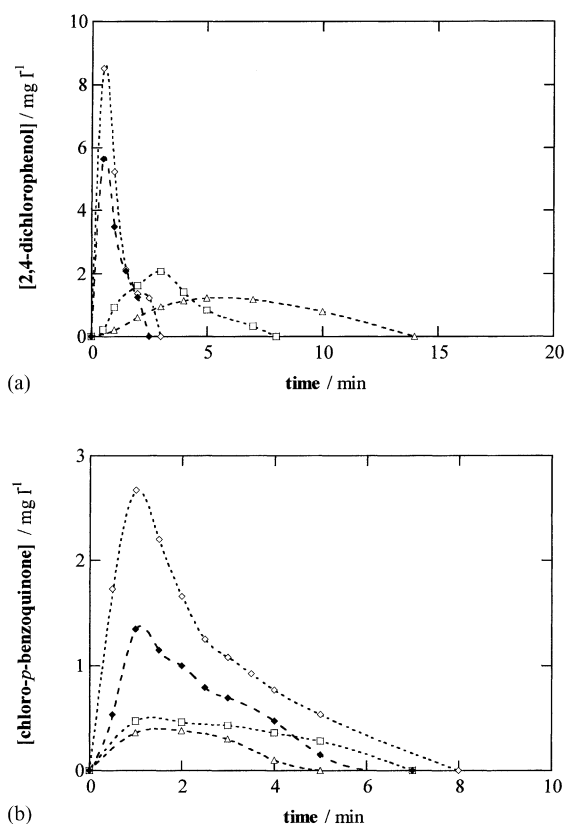 10
8
6
4
2
0
[2,4-dichlorophenol] / mg l⁻¹
0 5 10 15 20
(a) time / min
3
2
1
0
[chloro-p-benzoquinone] / mg l⁻¹
0 2 4 6 8 10
(b) time / min